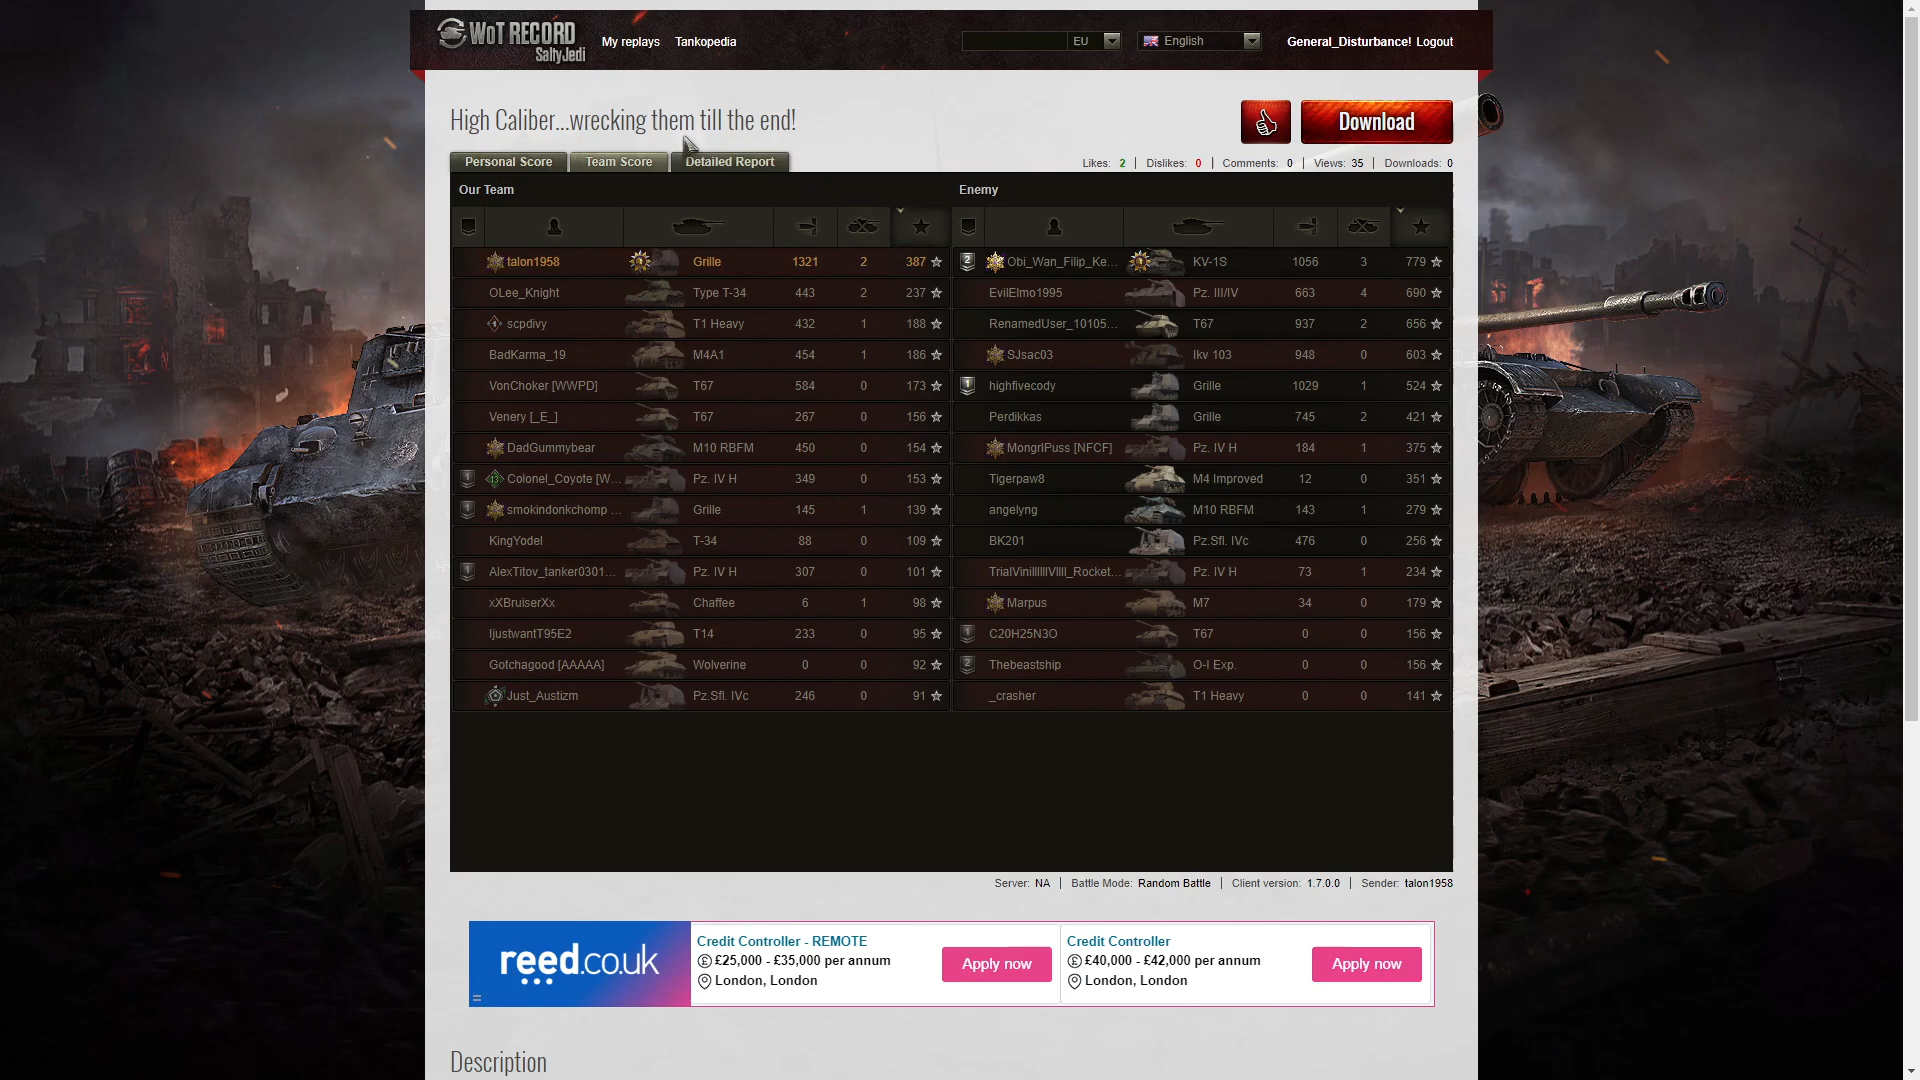 WoT RECORD
SaltyJedi
My replays Tankopedia EU English General_Disturbance! Logout
High Caliber...wrecking them till the end!
Download
Personal Score Team Score Detailed Report
Likes: 2 | Dislikes: 0 | Comments: 0 | Views: 35 | Downloads: 0
Our Team Enemy
talon1958 Grille 1321 2 387 2 Obi_Wan_Filip_Ke... KV-1S 1056 3 779
OLee_Knight Type T-34 443 2 237 EvilElmo1995 Pz. III/IV 663 4 690
scpdivy T1 Heavy 432 1 188 RenamedUser_10105... T67 937 2 656
BadKarma_19 M4A1 454 1 186 SJsac03 Ikv 103 948 0 603
VonChoker [WWPD] T67 584 0 173 1 highfivecody Grille 1029 1 524
Venery [_E_] T67 267 0 156 Perdikkas Grille 745 2 421
DadGummybear M10 RBFM 450 0 154 MongrlPuss [NFCF] Pz. IV H 184 1 375
1 13 Colonel_Coyote [W... Pz. IV H 349 0 153 Tigerpaw8 M4 Improved 12 0 351
1 smokindonkchomp ... Grille 145 1 139 angelyng M10 RBFM 143 1 279
KingYodel T-34 88 0 109 BK201 Pz.Sfl. IVc 476 0 256
1 AlexTitov_tanker0301... Pz. IV H 307 0 101 Pz. IV H 73 1 234
xXBruiserXx Chaffee 6 1 98 Marpus M7 34 0 179
IjustwantT95E2 T14 233 0 95 1 C20H25N3O T67 0 0 156
Gotchagood [AAAAA] Wolverine 0 0 92 2 Thebeastship O-I Exp. 0 0 156
Just_Austizm Pz.Sfl. IVc 246 0 91 _crasher T1 Heavy 0 0 141
Server: NA | Battle Mode: Random Battle | Client version: 1.7.0.0 | Sender: talon1958
reed.co.uk
Credit Controller - REMOTE
£25,000 - £35,000 per annum
London, London
Apply now
Credit Controller
£40,000 - £42,000 per annum
London, London
Apply now
Description